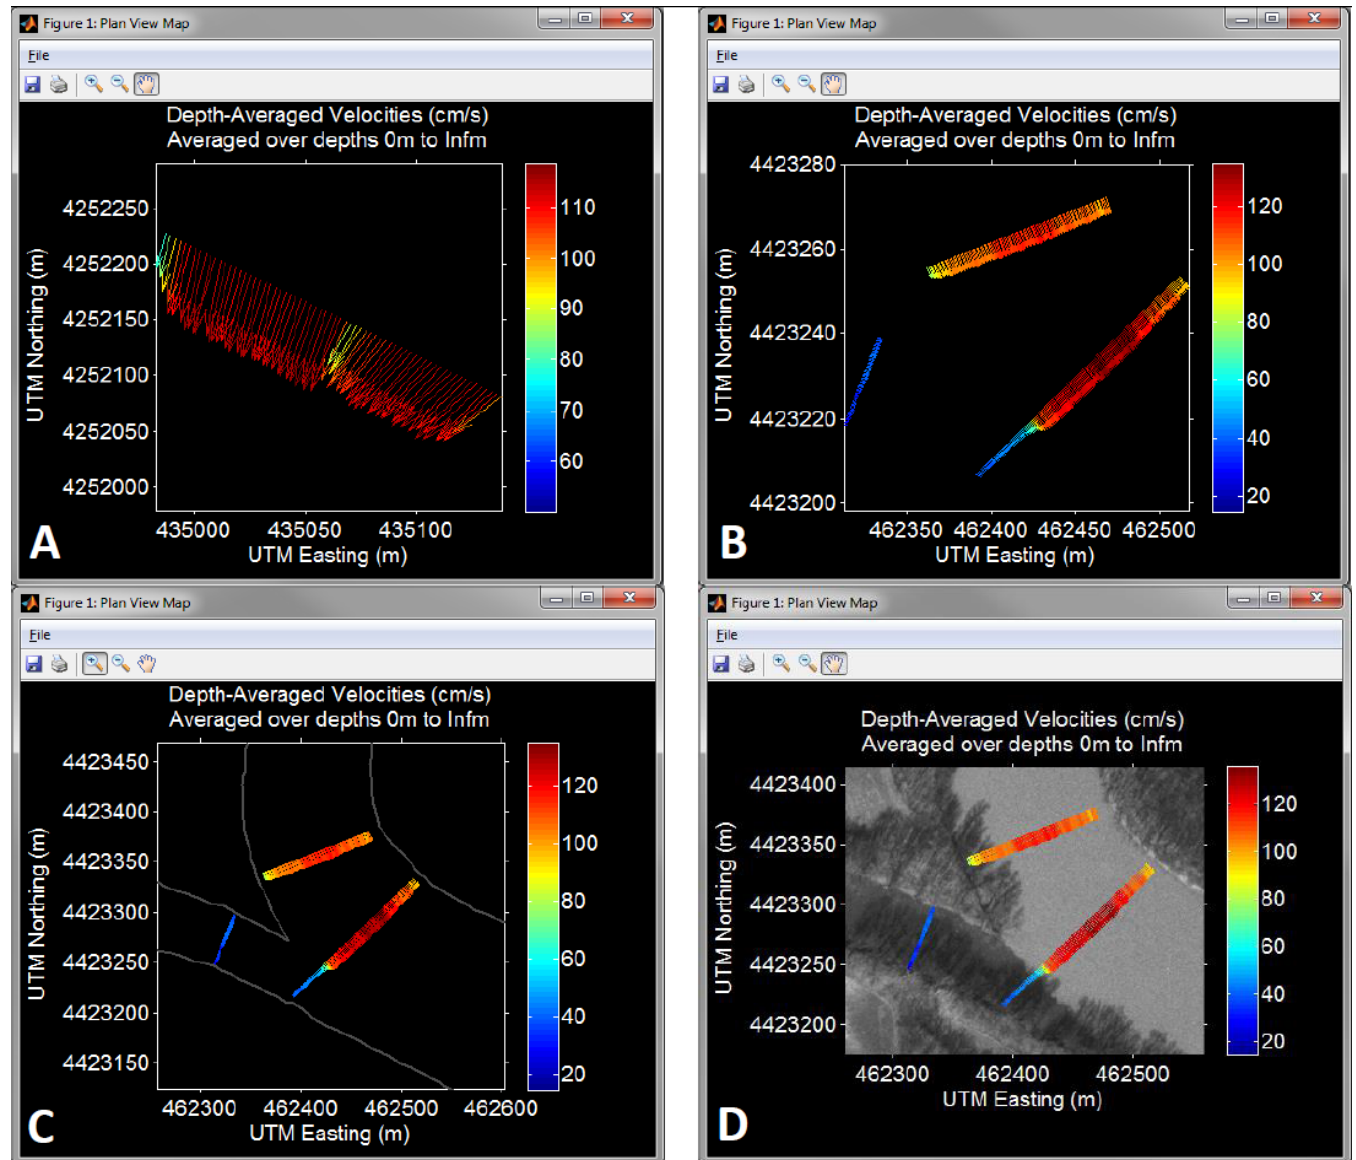 Figure 1: Plan View Map
File
Depth-Averaged Velocities (cm/s)
Averaged over depths 0m to Infm
UTM Northing (m)
4252250
4252200
4252150
4252100
4252050
4252000
435000
435050
435100
UTM Easting (m)
110
100
90
80
70
60
A
Figure 1: Plan View Map
File
Depth-Averaged Velocities (cm/s)
Averaged over depths 0m to Infm
UTM Northing (m)
4423280
4423260
4423240
4423220
4423200
462350
462400
462450
462500
UTM Easting (m)
120
100
80
60
40
20
B
Figure 1: Plan View Map
File
Depth-Averaged Velocities (cm/s)
Averaged over depths 0m to Infm
UTM Northing (m)
4423450
4423400
4423350
4423300
4423250
4423200
4423150
462300
462400
462500
462600
UTM Easting (m)
120
100
80
60
40
20
C
Figure 1: Plan View Map
File
Depth-Averaged Velocities (cm/s)
Averaged over depths 0m to Infm
UTM Northing (m)
4423400
4423350
4423300
4423250
4423200
462300
462400
462500
UTM Easting (m)
120
100
80
60
40
20
D